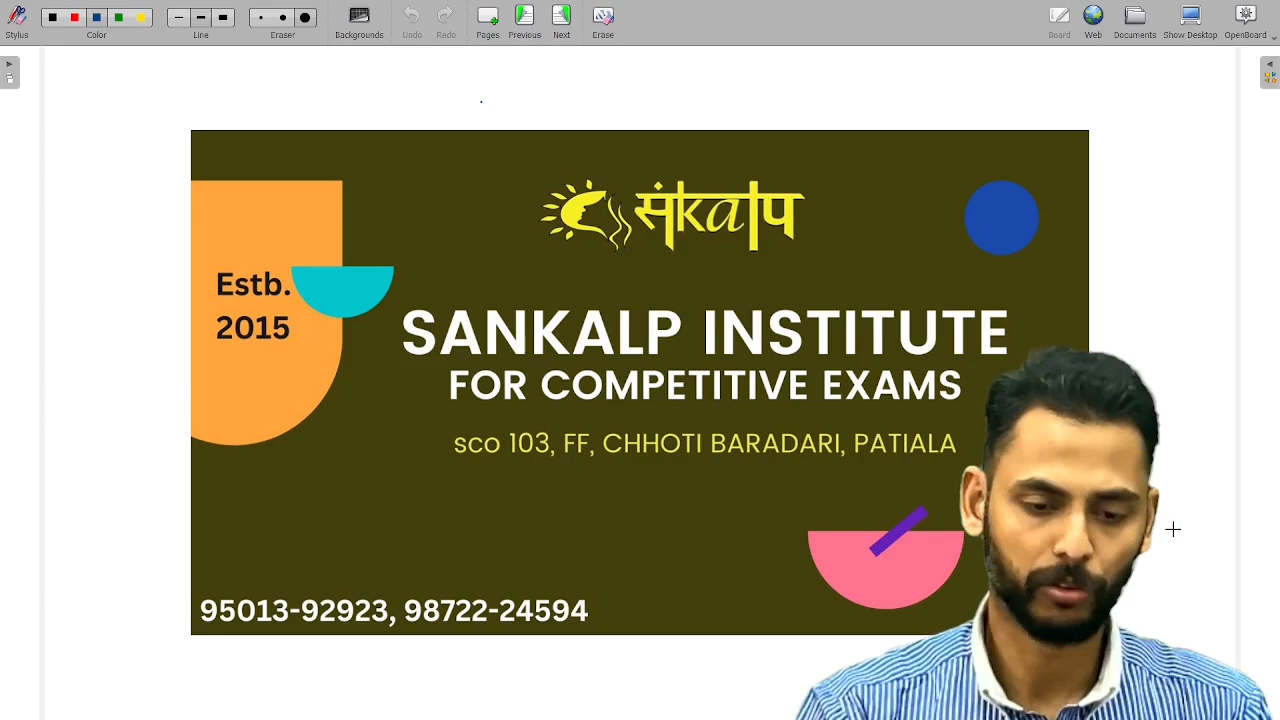 Stylus
Color
Line
Eraser
Backgrounds
Undo
Redo
Pages
Previous
Next
Erase
Board
Web
Documents
Show Desktop
OpenBoard
संkalप
Estb.
2015
SANKALP INSTITUTE
FOR COMPETITIVE EXAMS
sco 103, FF, CHHOTI BARADARI, PATIALA
95013-92923, 98722-24594